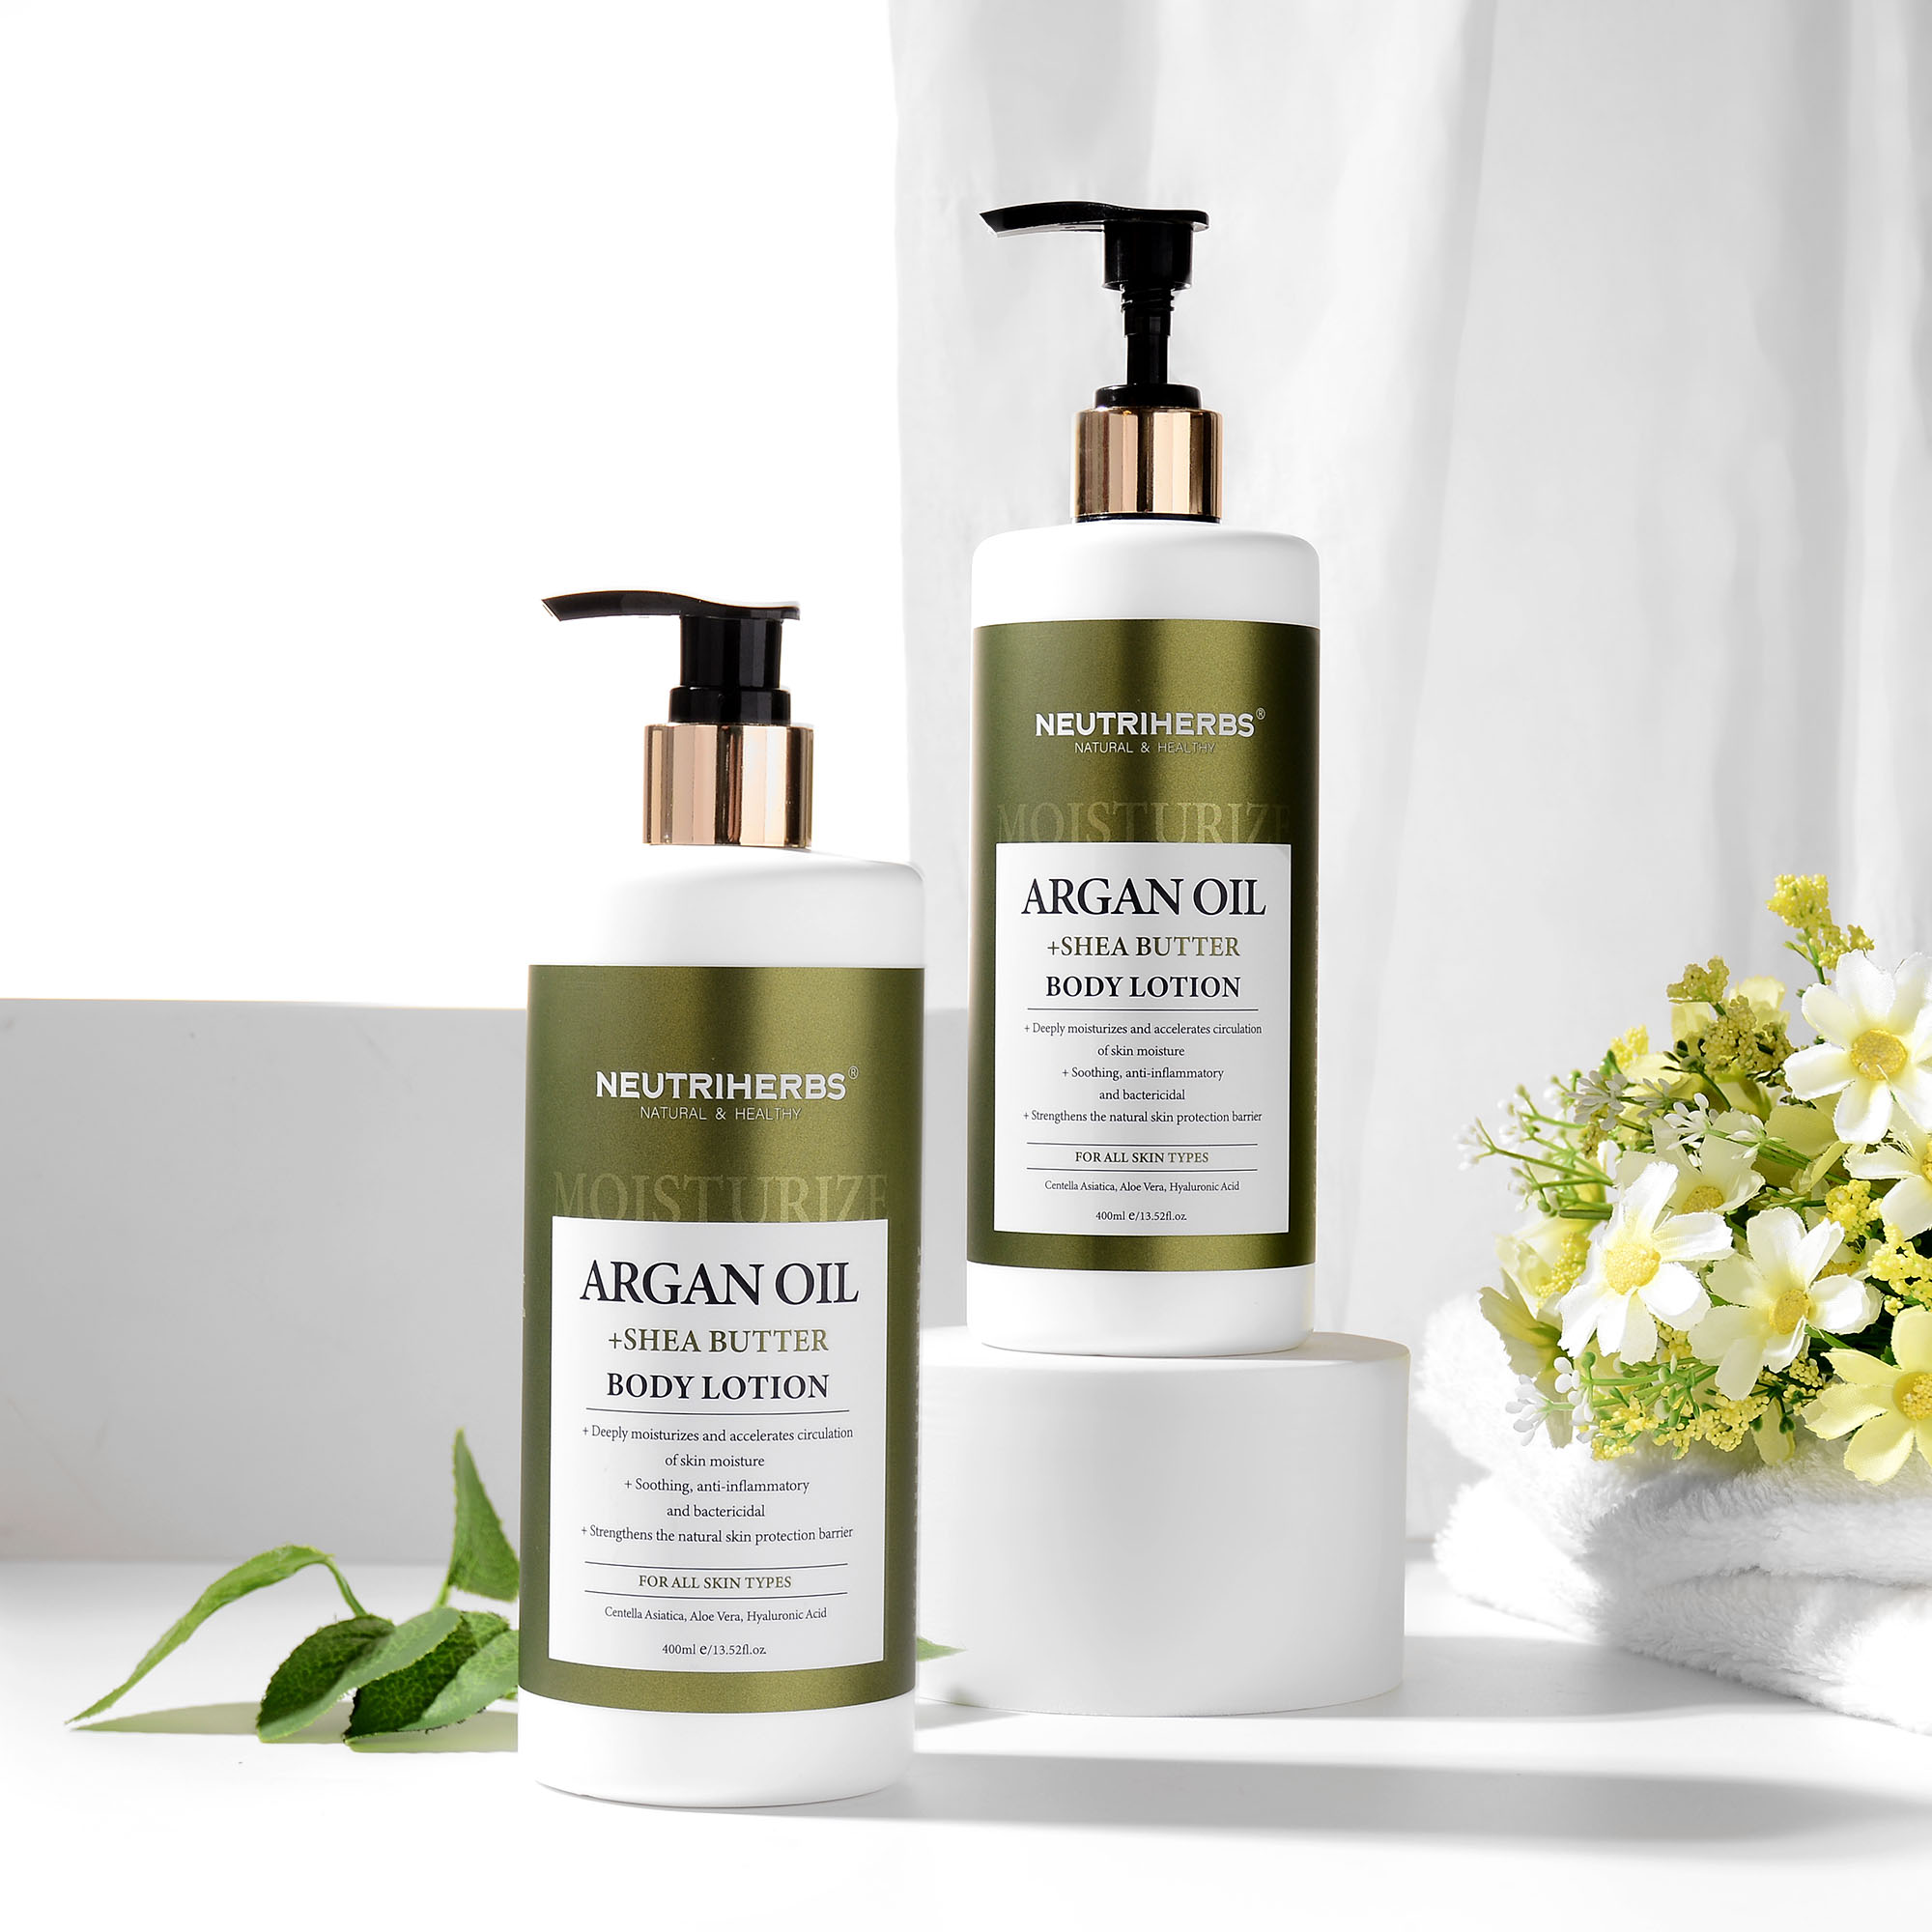 NEUTRIHERBS®
NATURAL & HEALTHY
MOISTURIZE
ARGAN OIL
+SHEA BUTTER
BODY LOTION
+ Deeply moisturizes and accelerates circulation
of skin moisture
+ Soothing, anti-inflammatory
and bactericidal
+ Strengthens the natural skin protection barrier
FOR ALL SKIN TYPES
Centella Asiatica, Aloe Vera, Hyaluronic Acid
400ml e/13.52fl.oz.
NEUTRIHERBS®
NATURAL & HEALTHY
MOISTURIZE
ARGAN OIL
+SHEA BUTTER
BODY LOTION
+ Deeply moisturizes and accelerates circulation
of skin moisture
+ Soothing, anti-inflammatory
and bactericidal
+ Strengthens the natural skin protection barrier
FOR ALL SKIN TYPES
Centella Asiatica, Aloe Vera, Hyaluronic Acid
400ml e/13.52fl.oz.